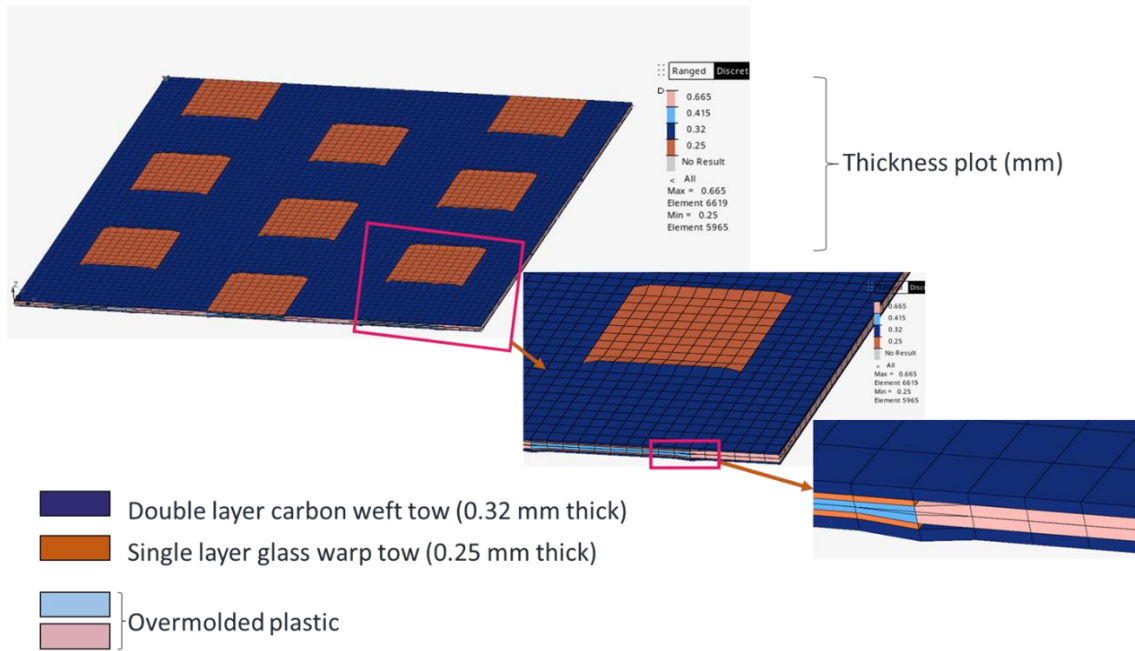 Ranged Discret
D
0.665
0.415
0.32
0.25
No Result
< All
Max = 0.665
Element 6619
Min = 0.25
Element 5965
Thickness plot (mm)
Z
Discr
0.665
0.415
0.32
0.25
No Result
< All
Max = 0.665
Element 6619
Min = 0.25
Element 5965
Double layer carbon weft tow (0.32 mm thick)
Single layer glass warp tow (0.25 mm thick)
Overmolded plastic